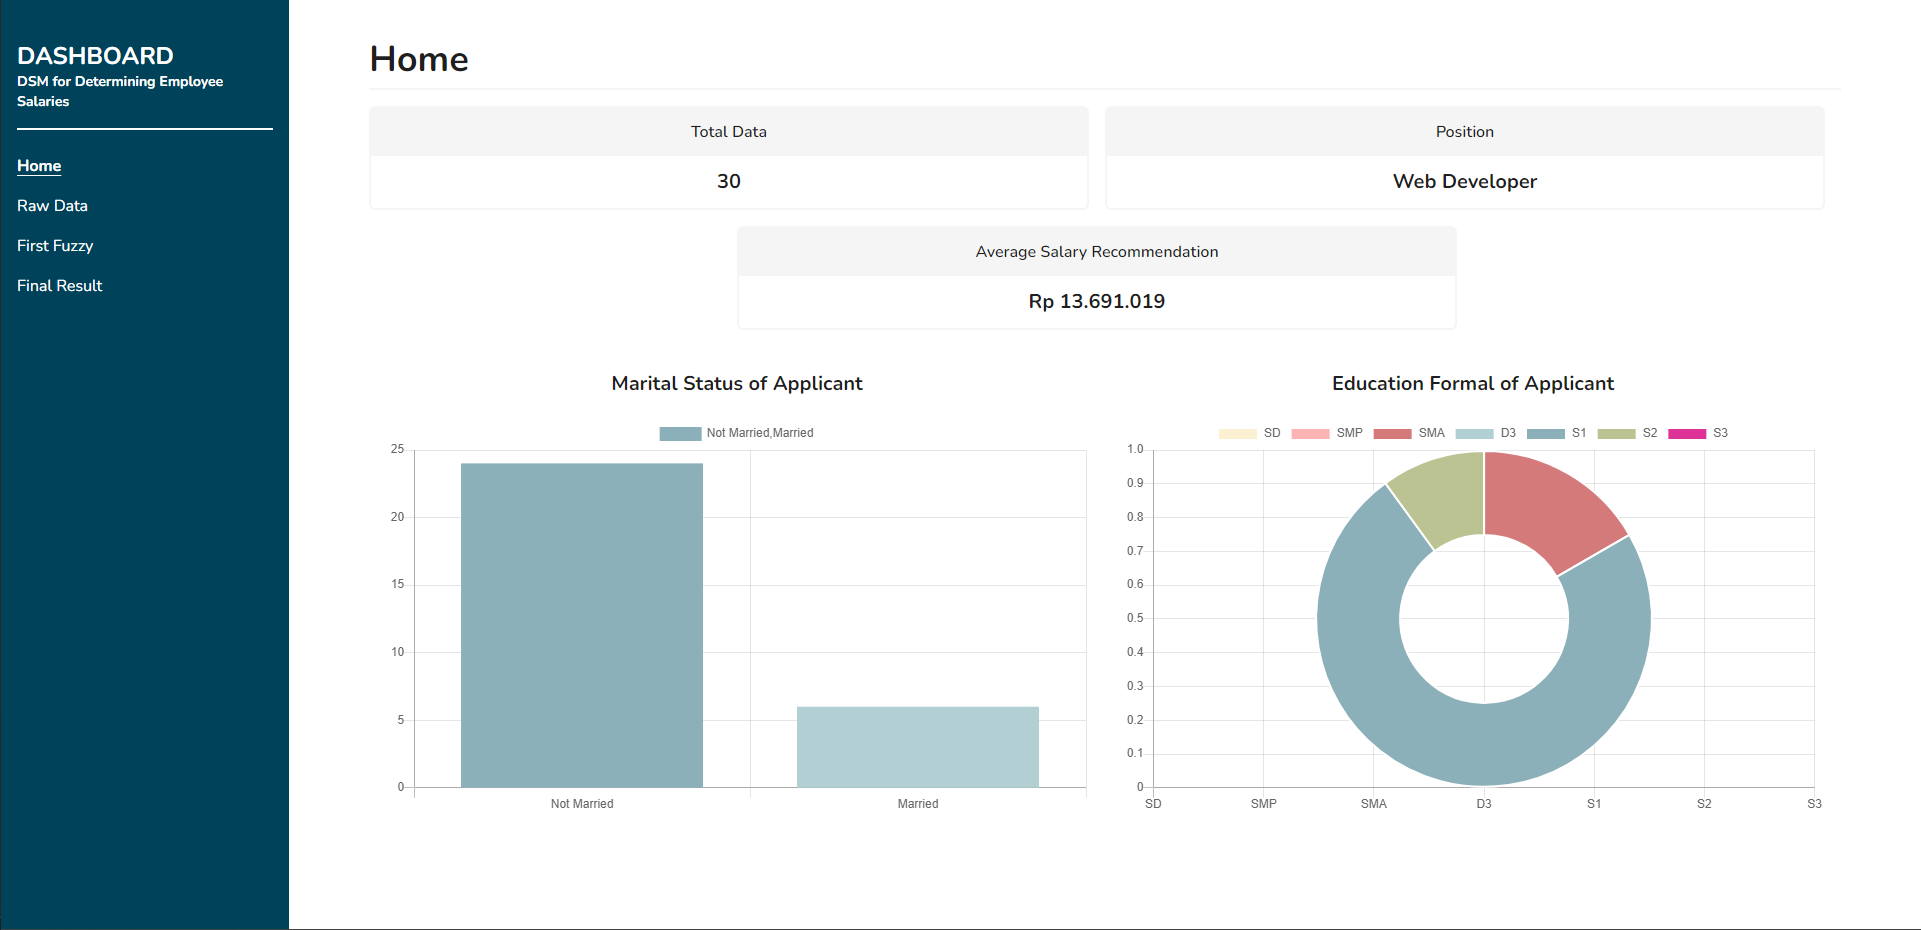 DASHBOARD
DSM for Determining Employee
Salaries
Home
Raw Data
First Fuzzy
Final Result
Home
Total Data
30
Position
Web Developer
Average Salary Recommendation
Rp 13.691.019
Marital Status of Applicant
Not Married,Married
25
20
15
10
5
0
Not Married Married
Education Formal of Applicant
SD SMP SMA D3 S1 S2 S3
1.0
0.9
0.8
0.7
0.6
0.5
0.4
0.3
0.2
0.1
0
SD SMP SMA D3 S1 S2 S3